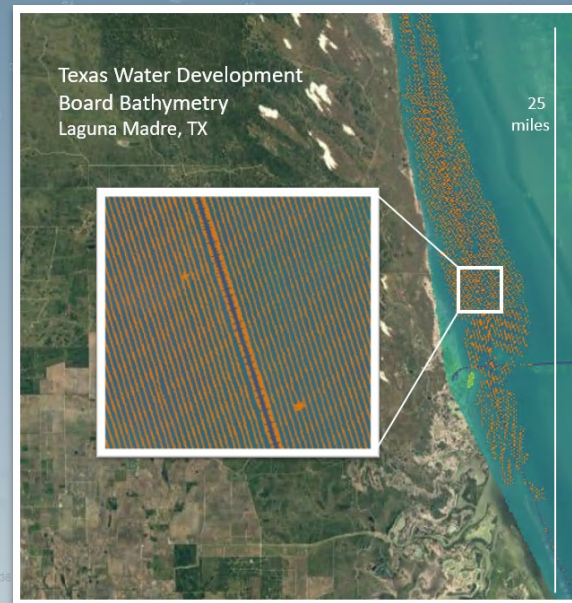 Texas Water Development
Board Bathymetry
Laguna Madre, TX
25
miles